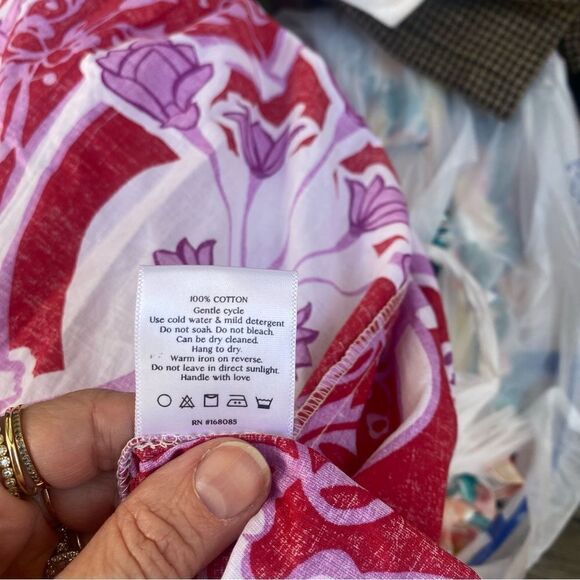 100% COTTON
Gentle cycle
Use cold water & mild detergent
Do not soak. Do not bleach.
Can be dry cleaned.
Hang to dry.
Warm iron on reverse.
Do not leave in direct sunlight.
Handle with love
RN #168085